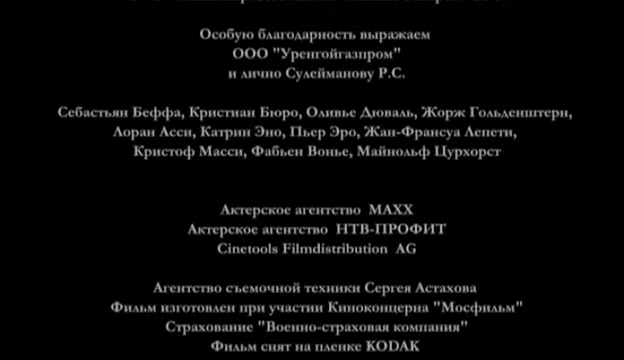 Особую благодарность выражаем
ООО "Уренгойгазпром"
и лично Сулейманову Р.С.
Себастьян Беффа, Кристиан Бюро, Оливье Дюваль, Жорж Гольденштерн,
Лоран Асси, Катрин Эно, Пьер Эро, Жан-Франсуа Лепети,
Кристоф Масси, Фабьен Вонье, Майнольф Цурхорст
Актерское агентство MAXX
Актерское агентство НТВ-ПРОФИТ
Cinetools Filmdistribution AG
Агентство съемочной техники Сергея Астахова
Фильм изготовлен при участии Киноконцерна "Мосфильм"
Страхование "Военно-страховая компания"
Фильм снят на пленке KODAK